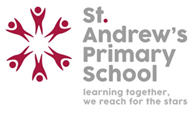 St.
Andrew's
Primary
School
learning together,
we reach for the stars